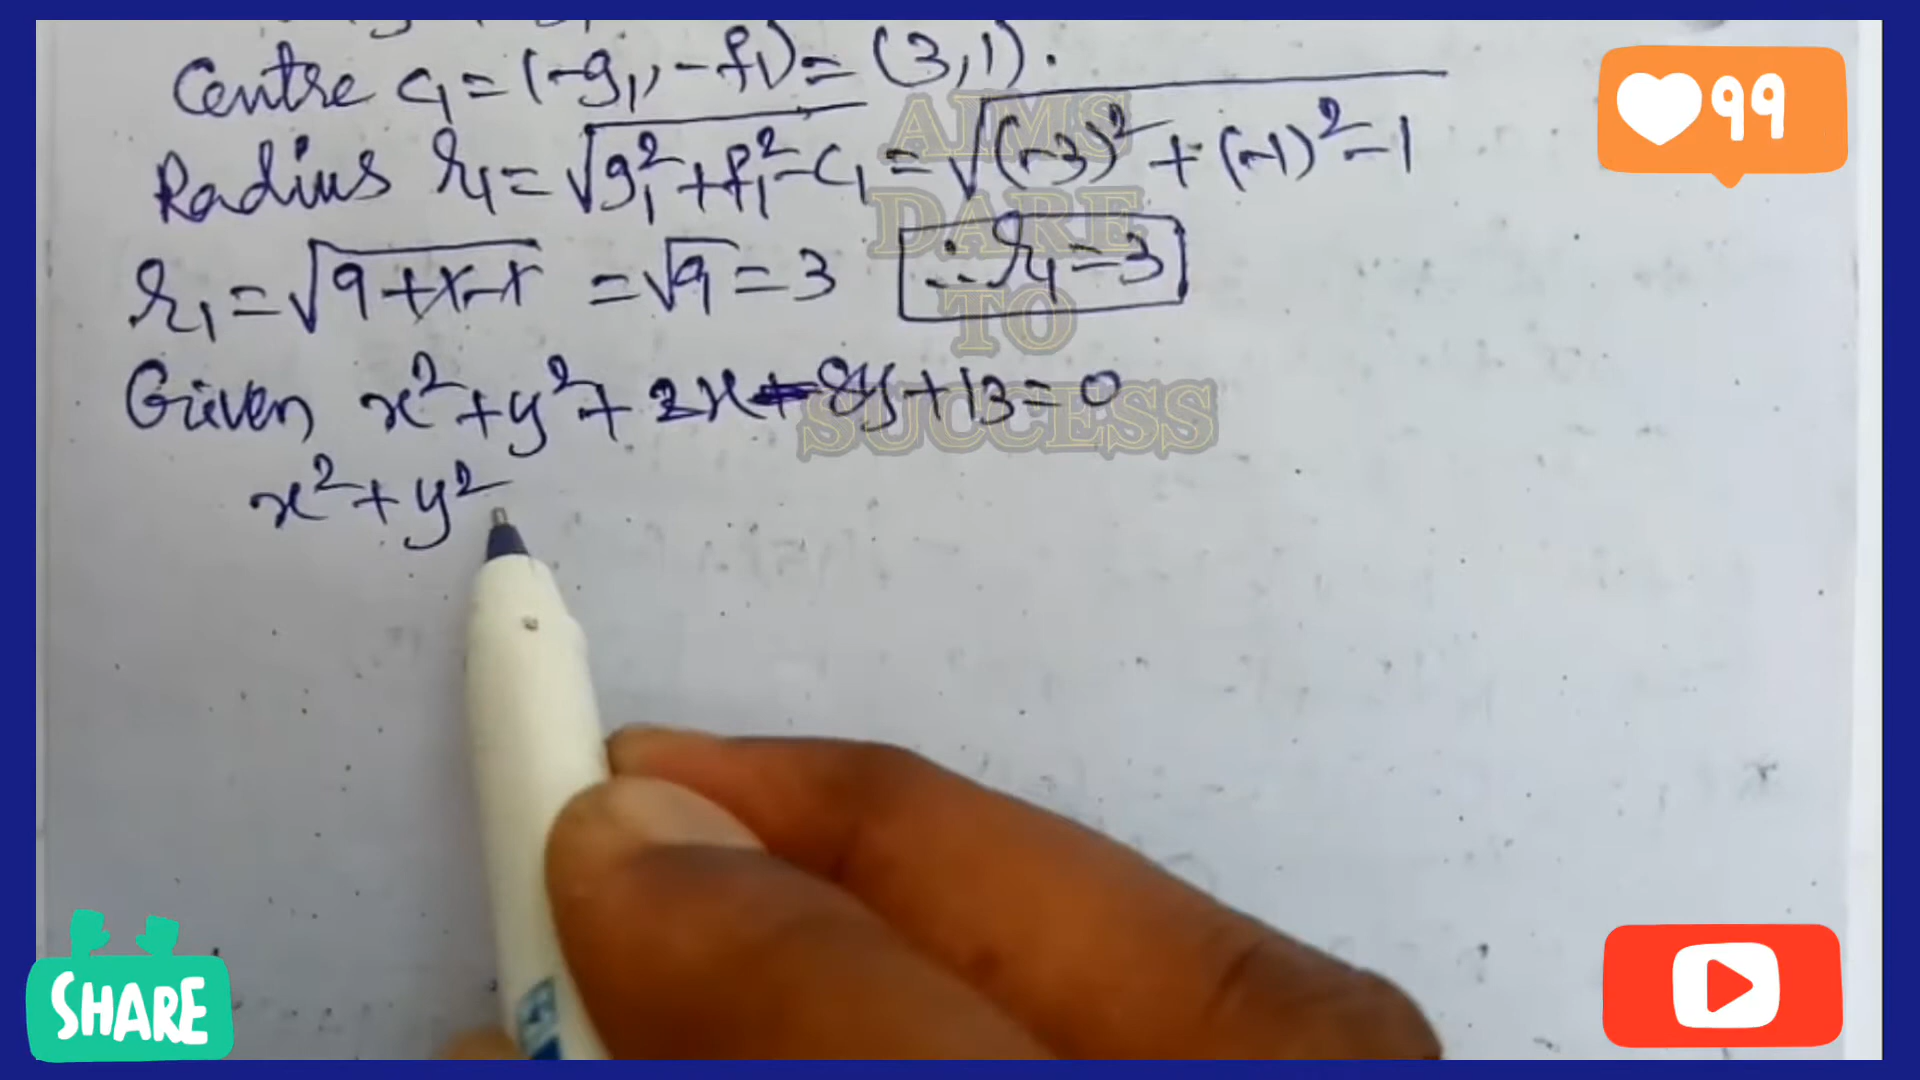 Centre C₁ = (-g₁, -f₁) = (3,1).
Radius r₁ = √(g₁² + f₁² - C₁) = √((-3)² + (-1)² - 1)
r₁ = √(9 + 1 - 1) = √9 = 3 ∴ r₁ = 3
Given x² + y² + 2x - 8y + 13 = 0
x² + y²
AIMS
DARE
TO
SUCCESS
99
SHARE